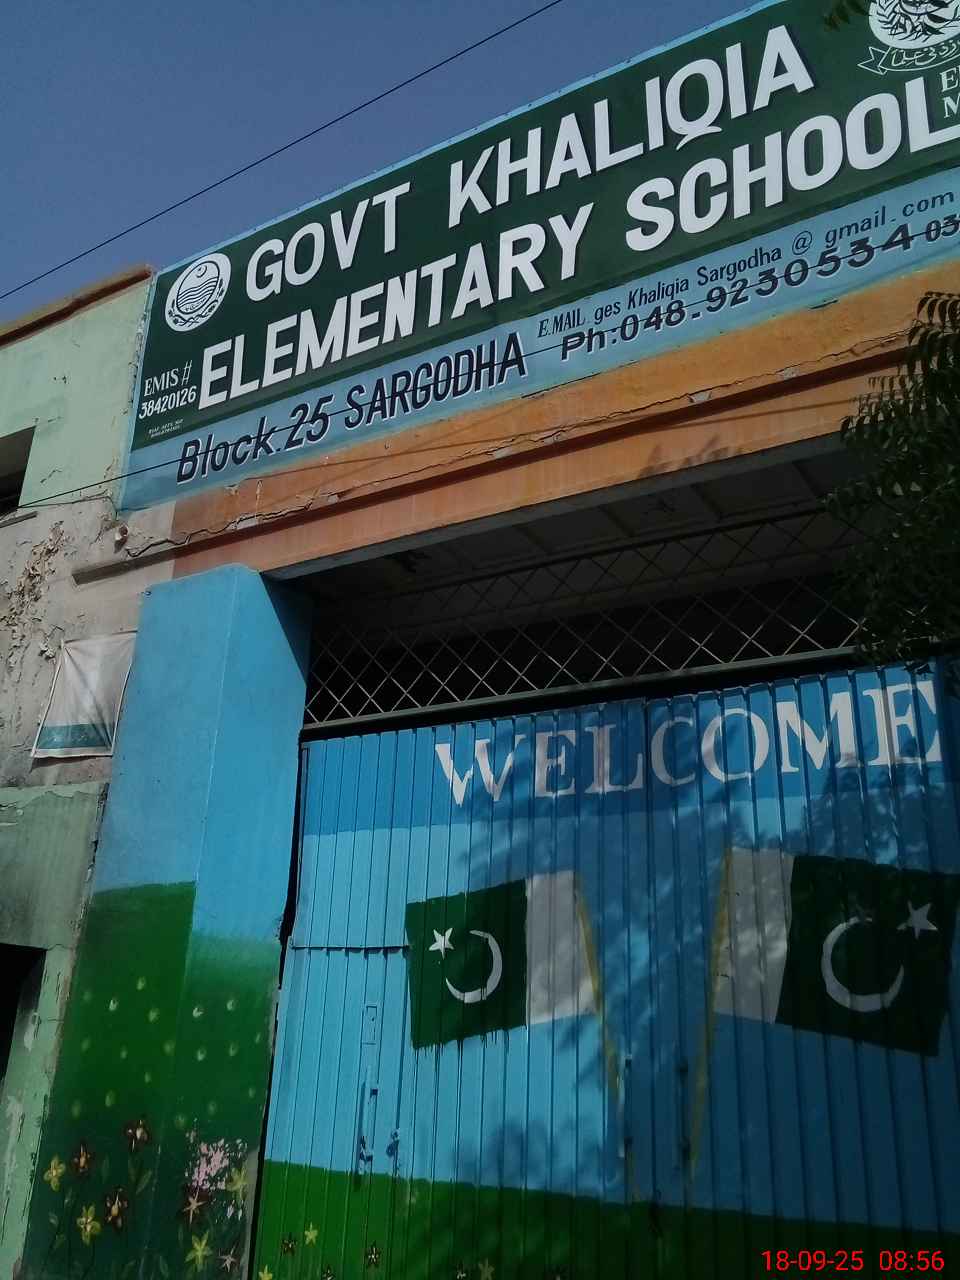 GOVT KHALIQIA
ELEMENTARY SCHOOL
EMIS #
38420126
E.MAIL ges Khaliqia Sargodha @ gmail.com
Block.25 SARGODHA Ph:048.9230534
WELCOME
18-09-25 08:56